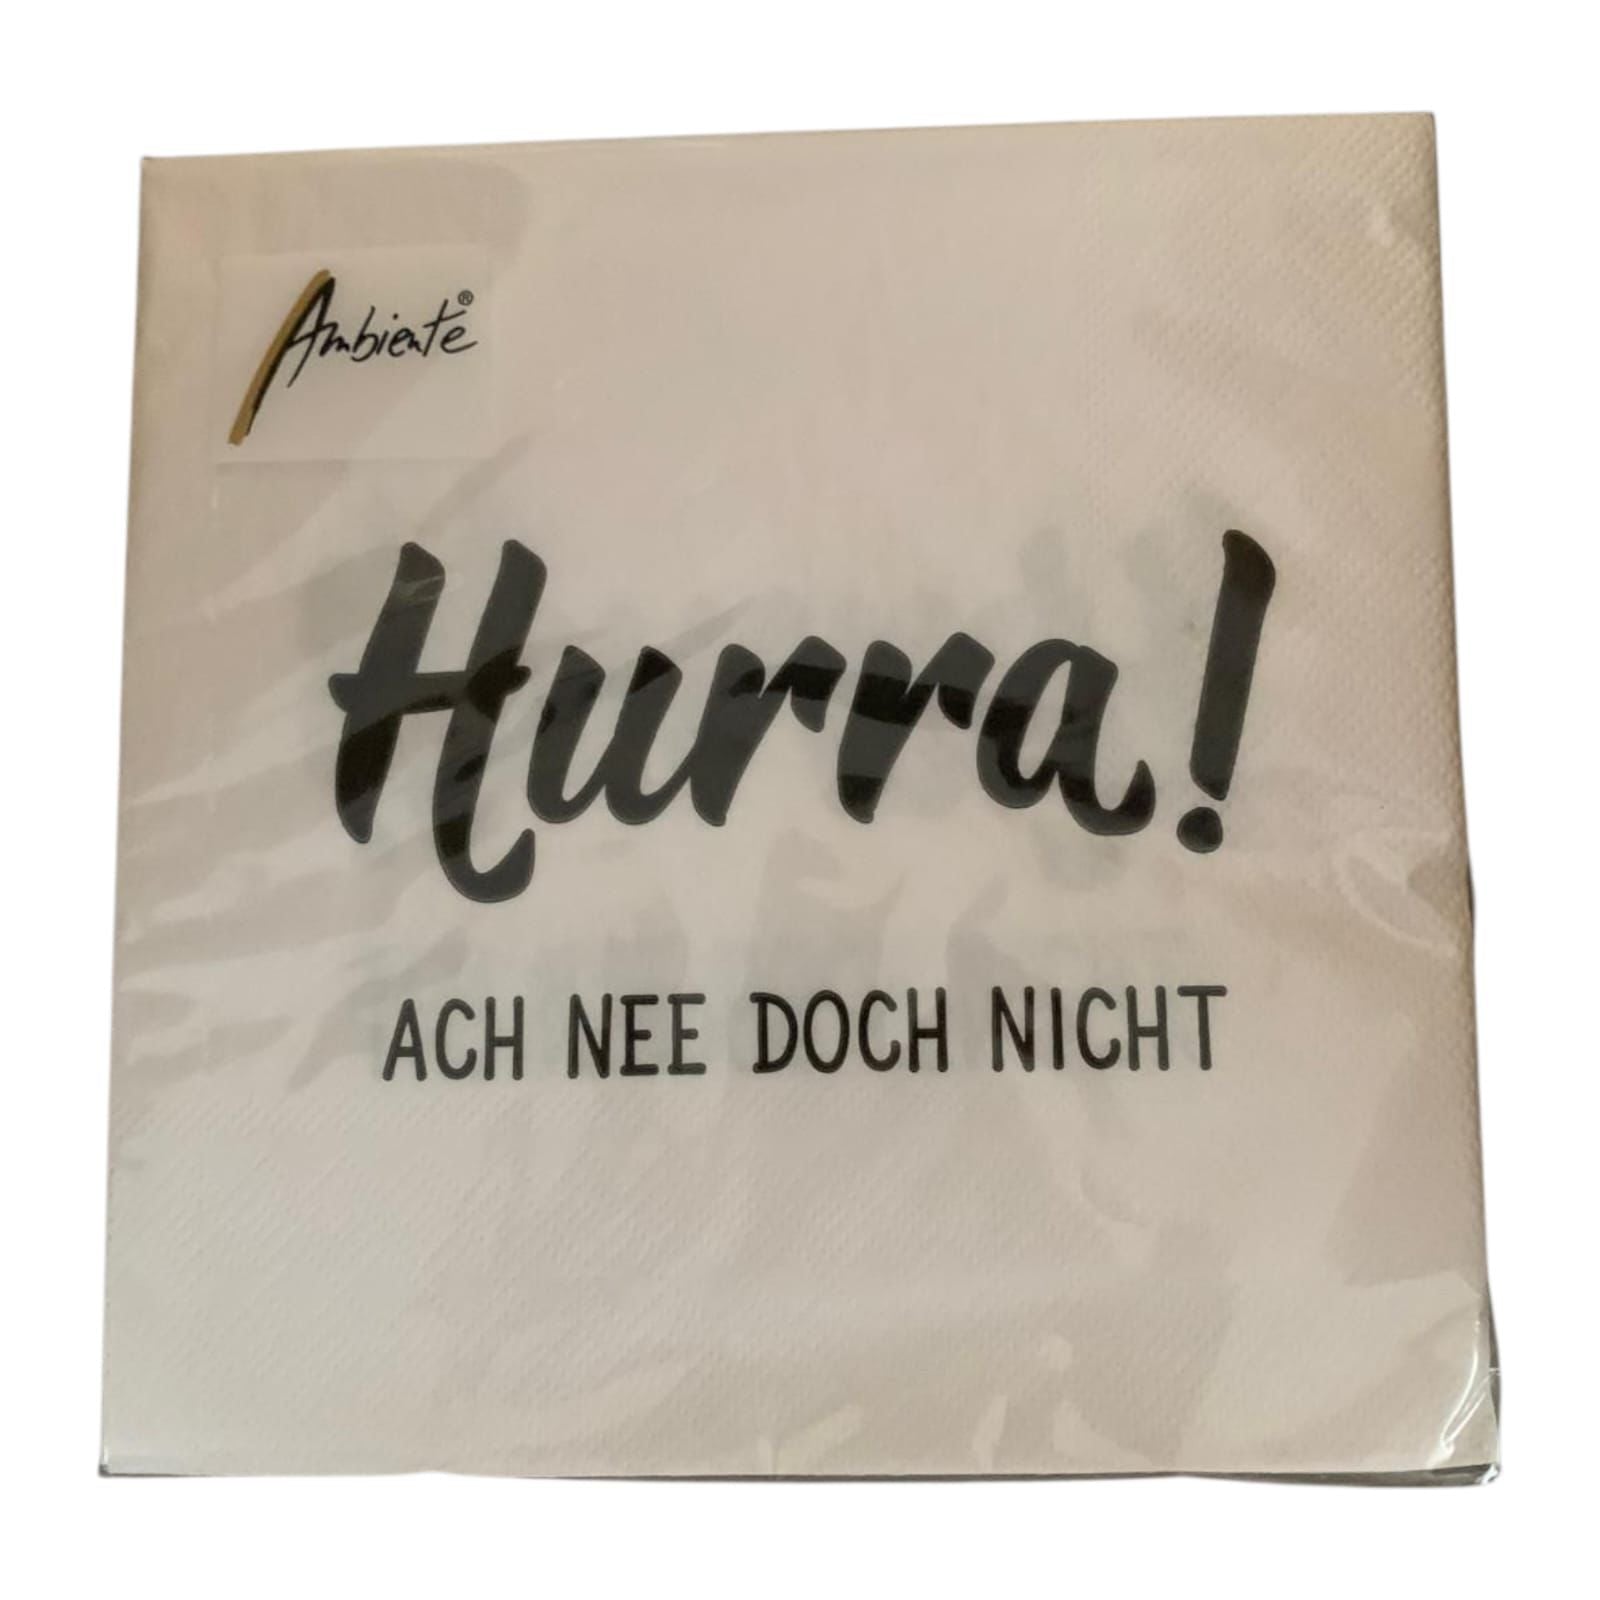 Ambiente®
Hurra!
ACH NEE DOCH NICHT